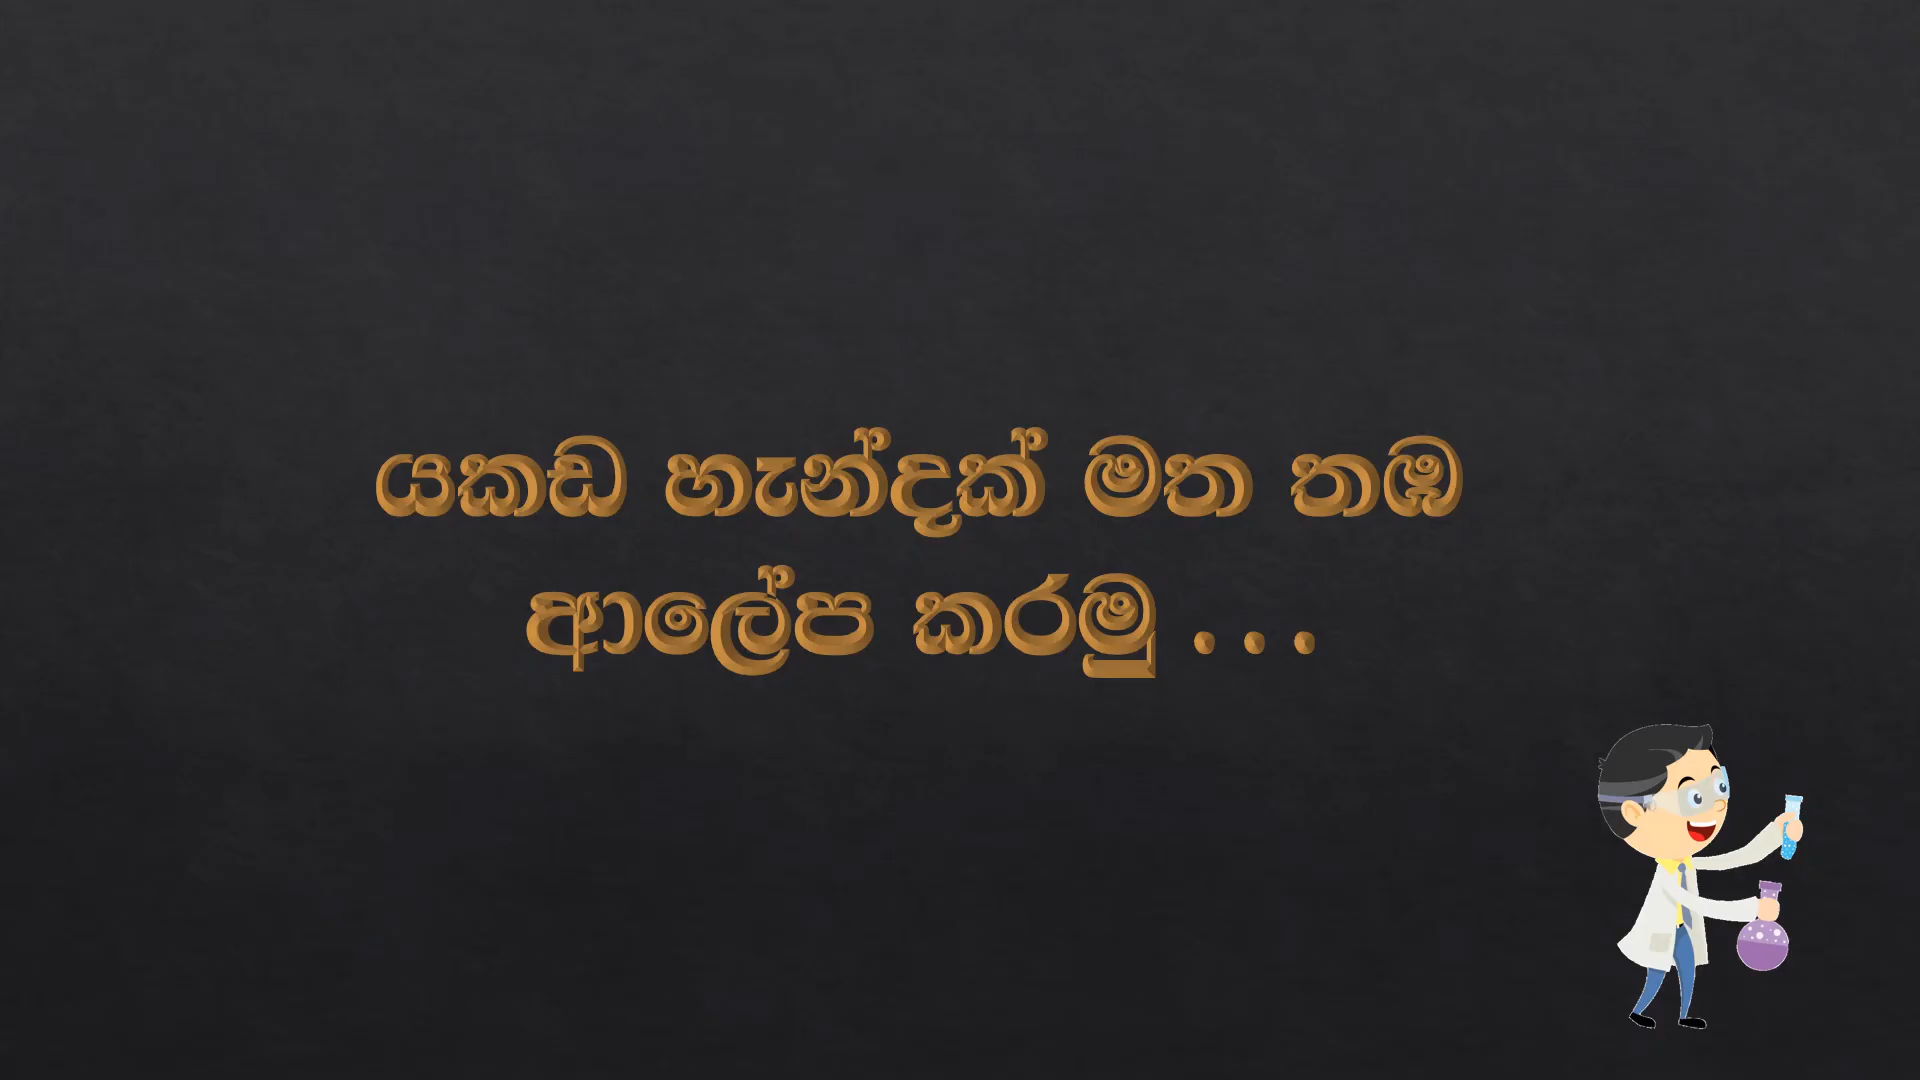 යකඩ හැන්දක් මත තඹ
ආලේප කරමු . . .